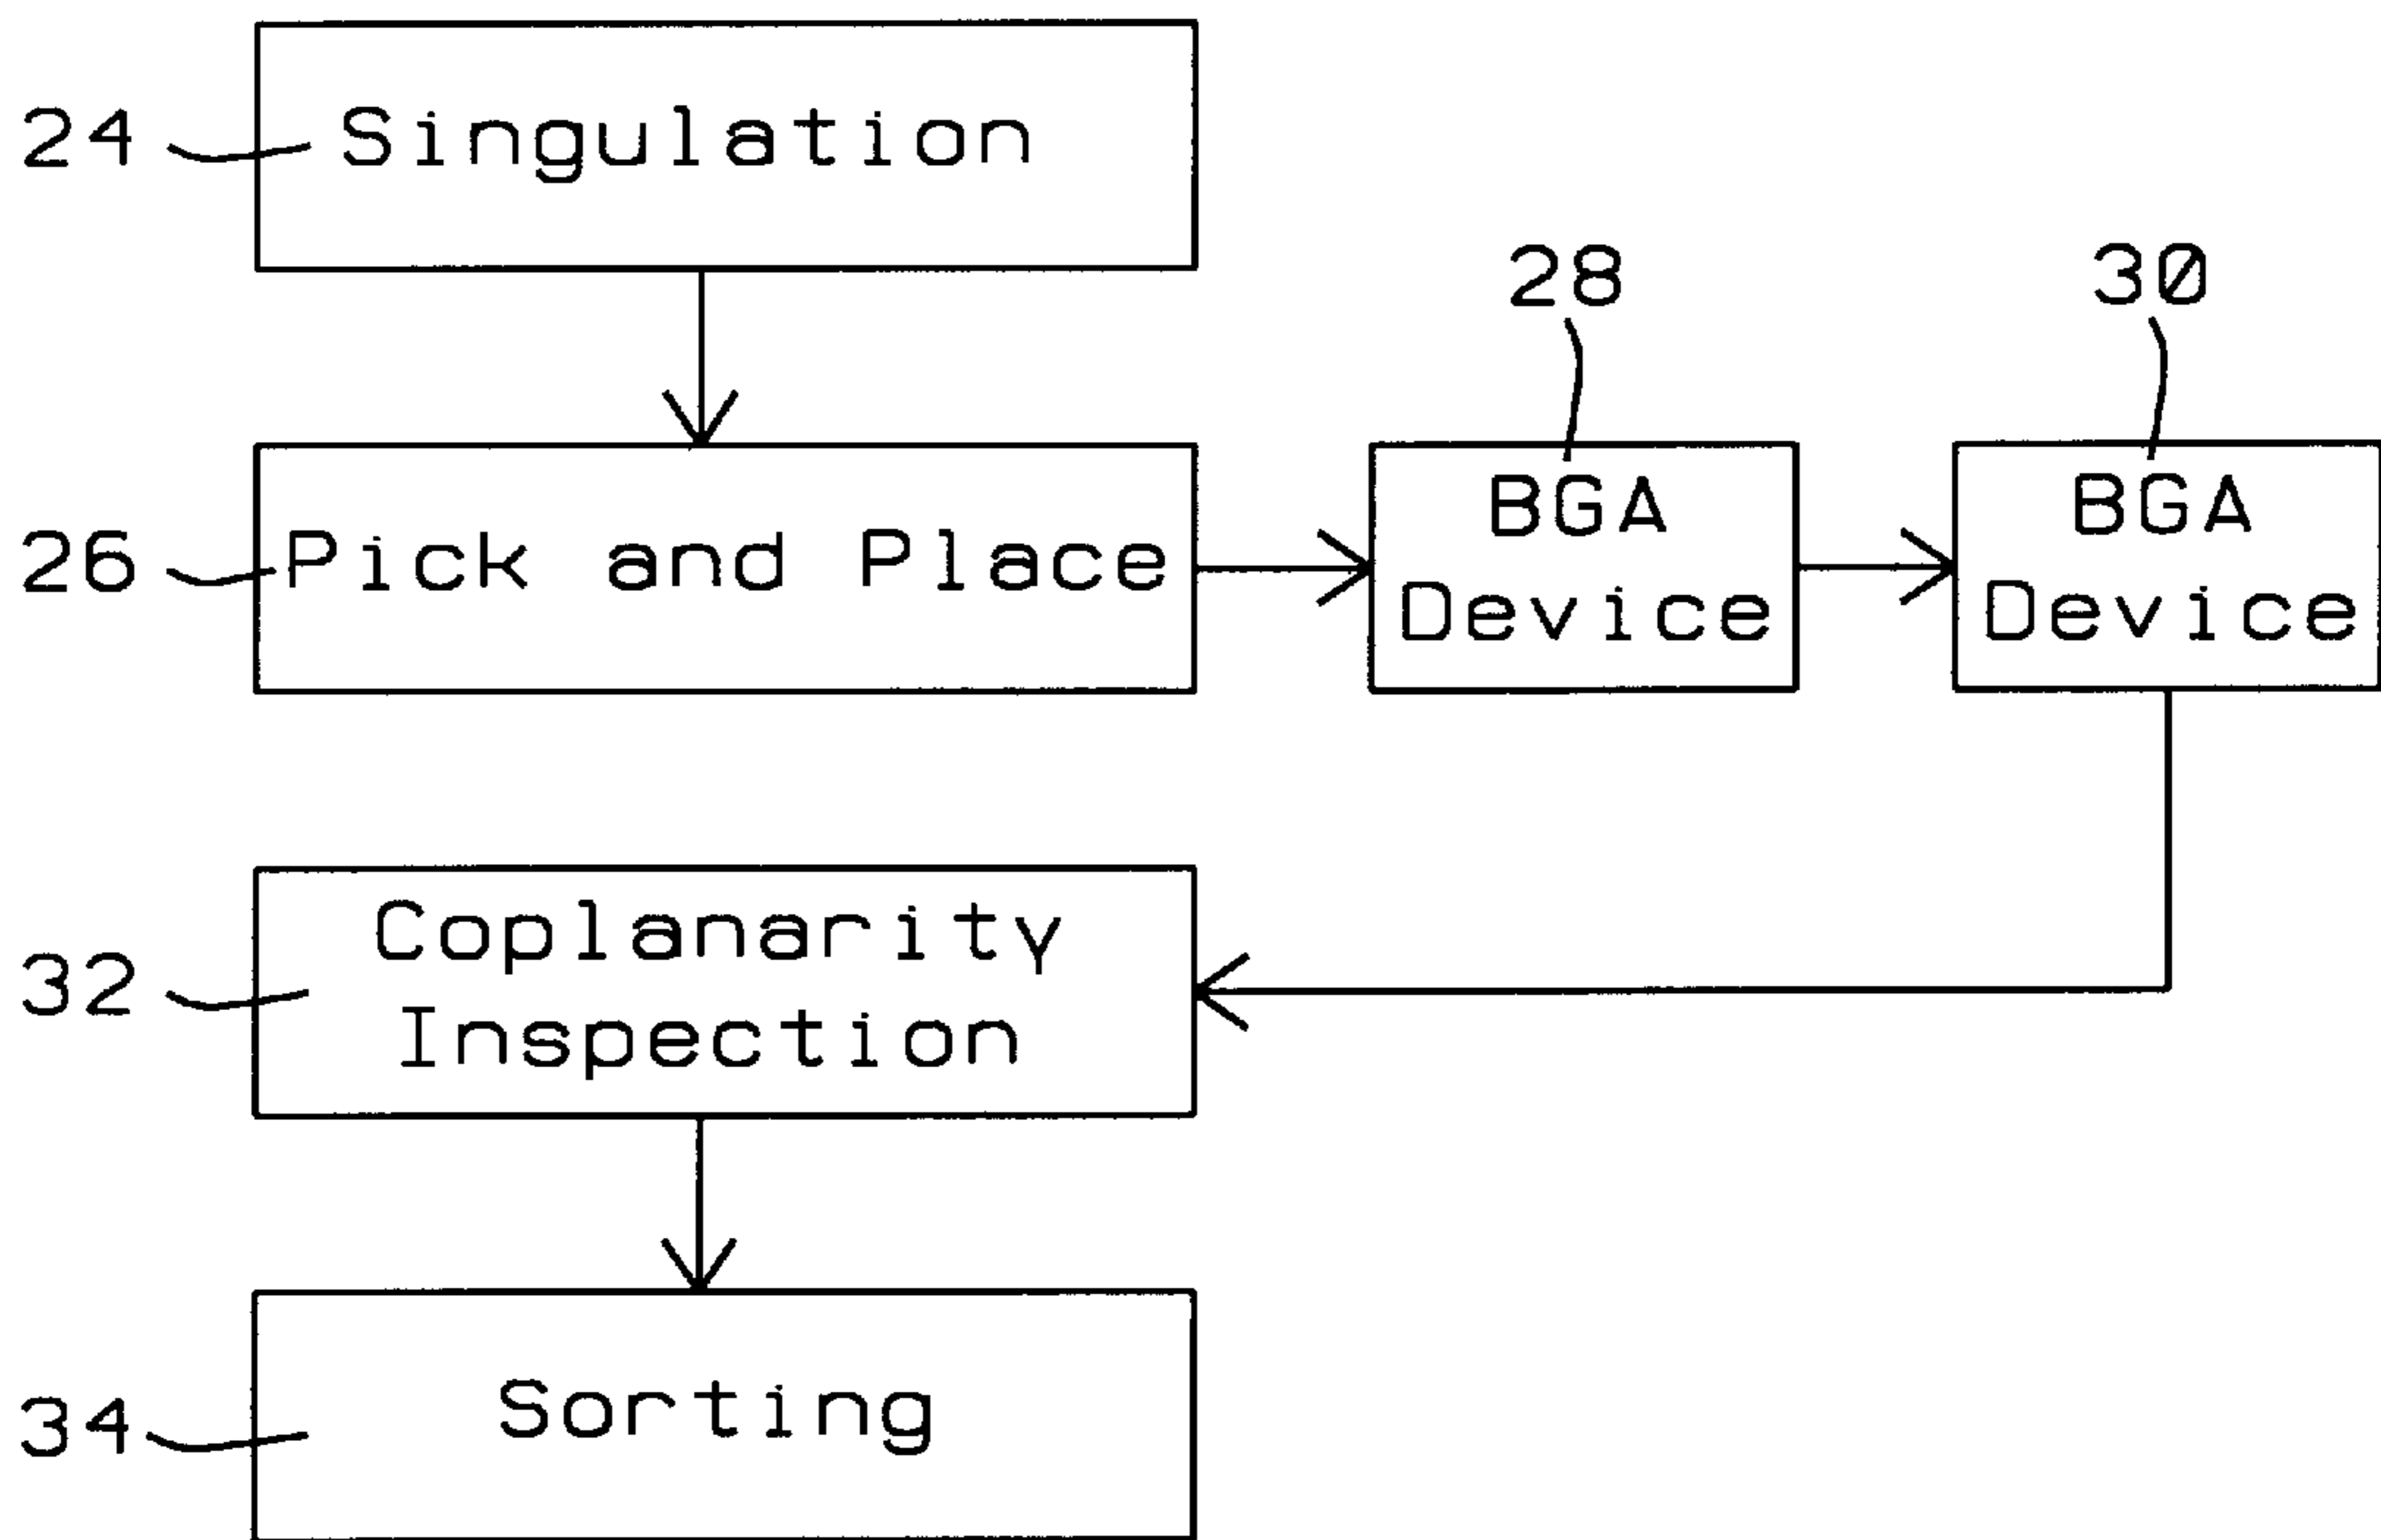 24
Singulation
28
30
26
Pick and Place
BGA
Device
BGA
Device
32
Coplanarity
Inspection
34
Sorting